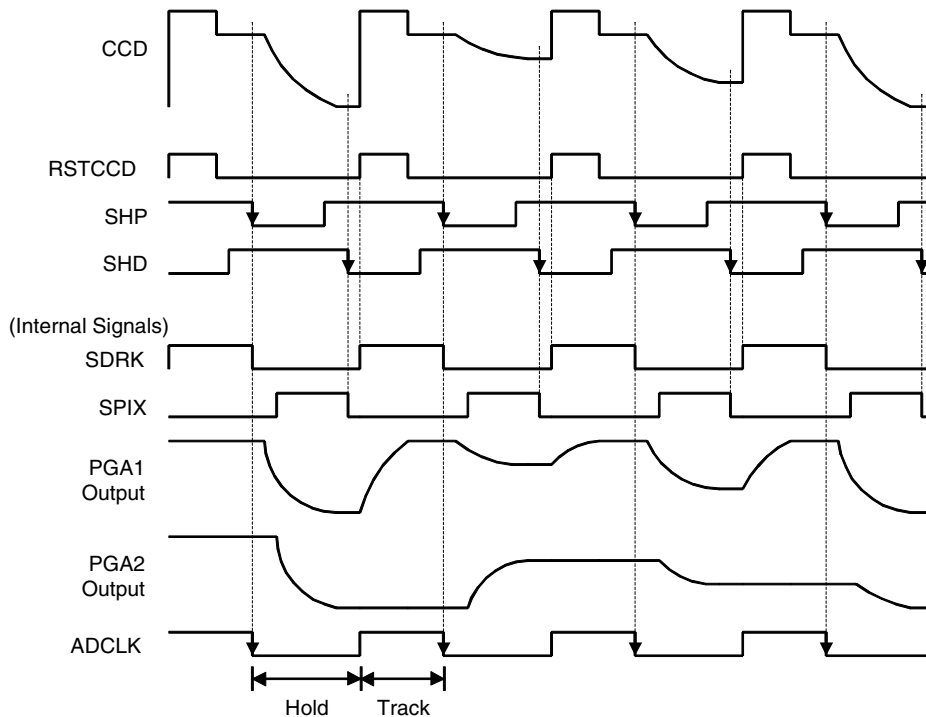 CCD
RSTCCD
SHP
SHD
(Internal Signals)
SDRK
SPIX
PGA1
Output
PGA2
Output
ADCLK
Hold
Track